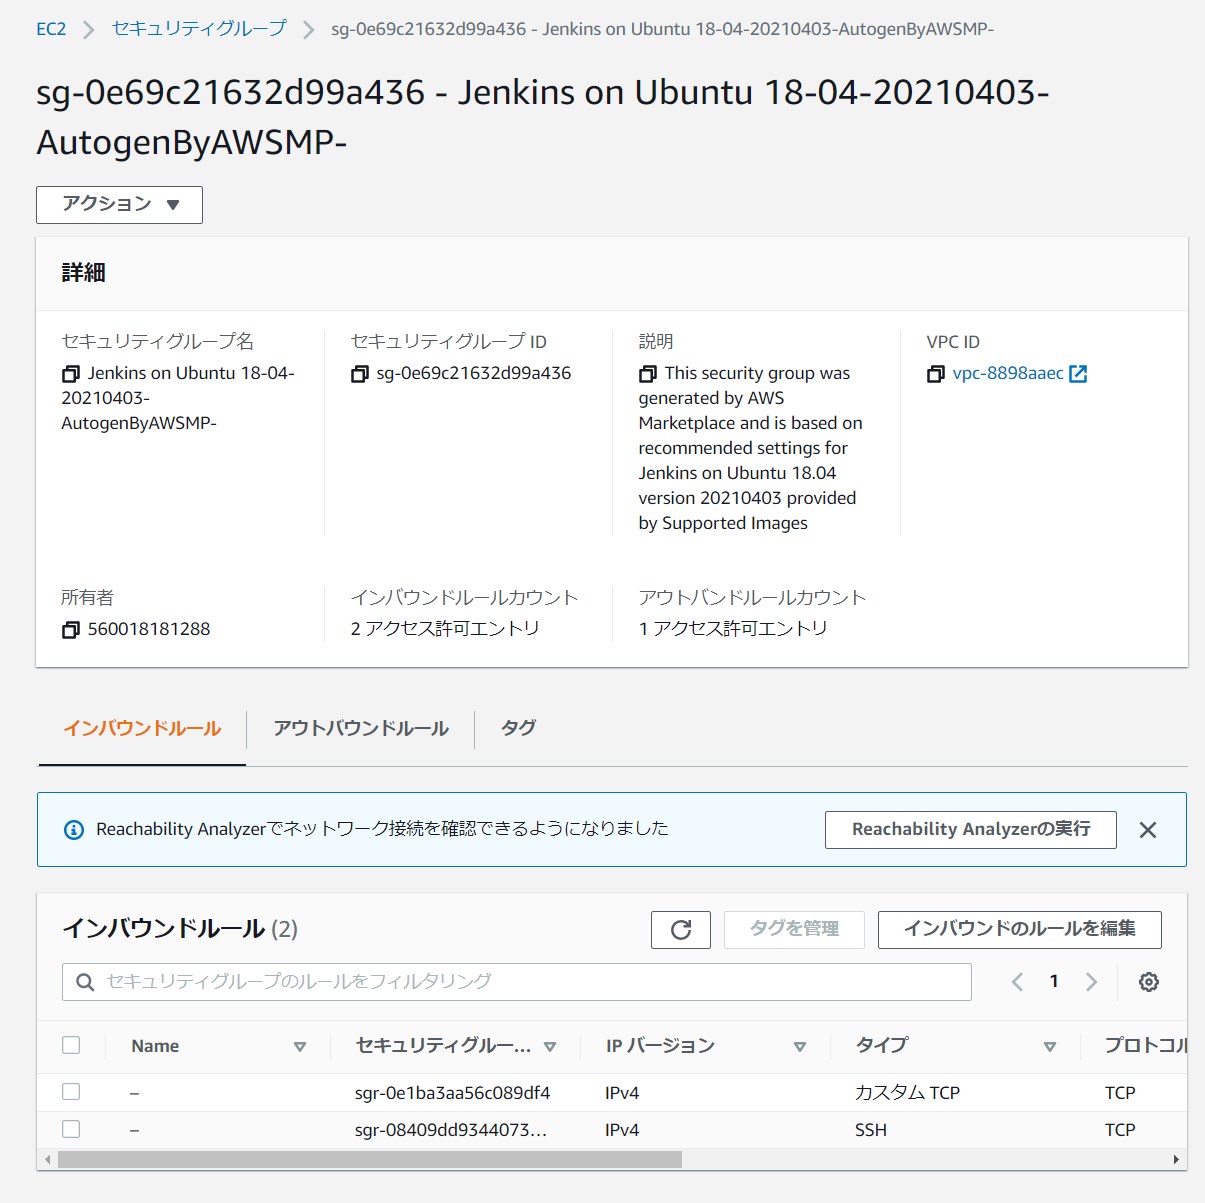 EC2 > セキュリティグループ > sg-0e69c21632d99a436 - Jenkins on Ubuntu 18-04-20210403-AutogenByAWSMP-
sg-0e69c21632d99a436 - Jenkins on Ubuntu 18-04-20210403-
AutogenByAWSMP-
アクション ▼
詳細
セキュリティグループ名
Jenkins on Ubuntu 18-04-
20210403-
AutogenByAWSMP-
セキュリティグループ ID
sg-0e69c21632d99a436
説明
This security group was
generated by AWS
Marketplace and is based on
recommended settings for
Jenkins on Ubuntu 18.04
version 20210403 provided
by Supported Images
VPC ID
vpc-8898aaec
所有者
560018181288
インバウンドルールカウント
2 アクセス許可エントリ
アウトバンドルールカウント
1 アクセス許可エントリ
インバウンドルール アウトバウンドルール タグ
Reachability Analyzerでネットワーク接続を確認できるようになりました Reachability Analyzerの実行
インバウンドルール (2) タグを管理 インバウンドのルールを編集
セキュリティグループのルールをフィルタリング 1
Name セキュリティグルー... IP バージョン タイプ プロトコル
– sgr-0e1ba3aa56c089df4 IPv4 カスタム TCP TCP
– sgr-08409dd9344073... IPv4 SSH TCP